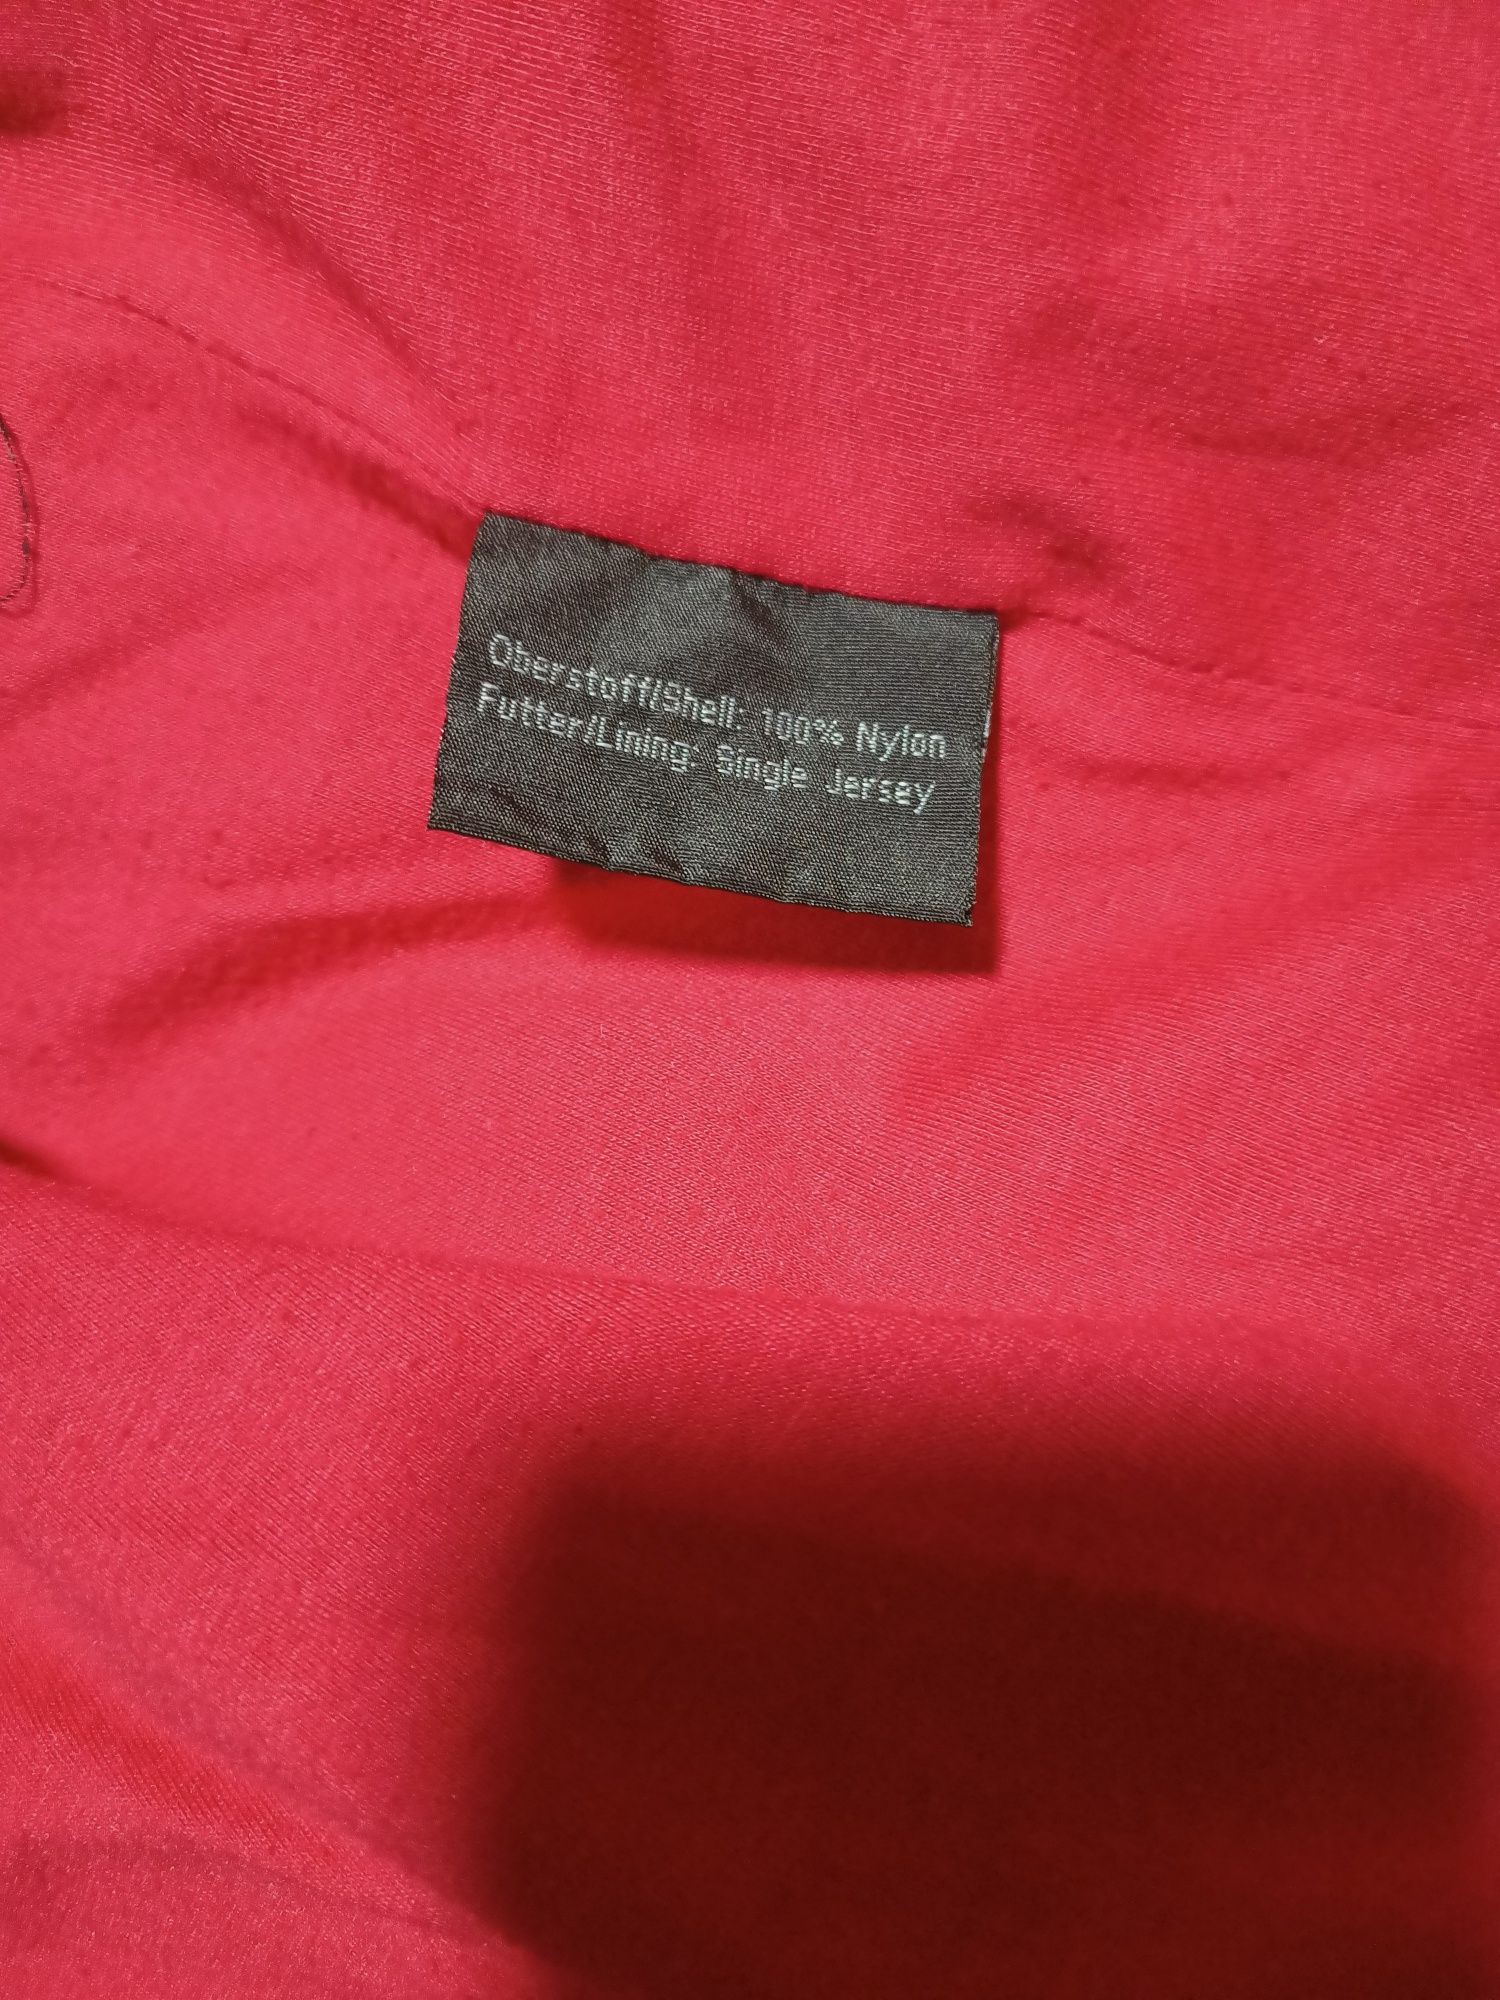 Oberstoff/Shell: 100% Nylon
Futter/Lining: Single Jersey